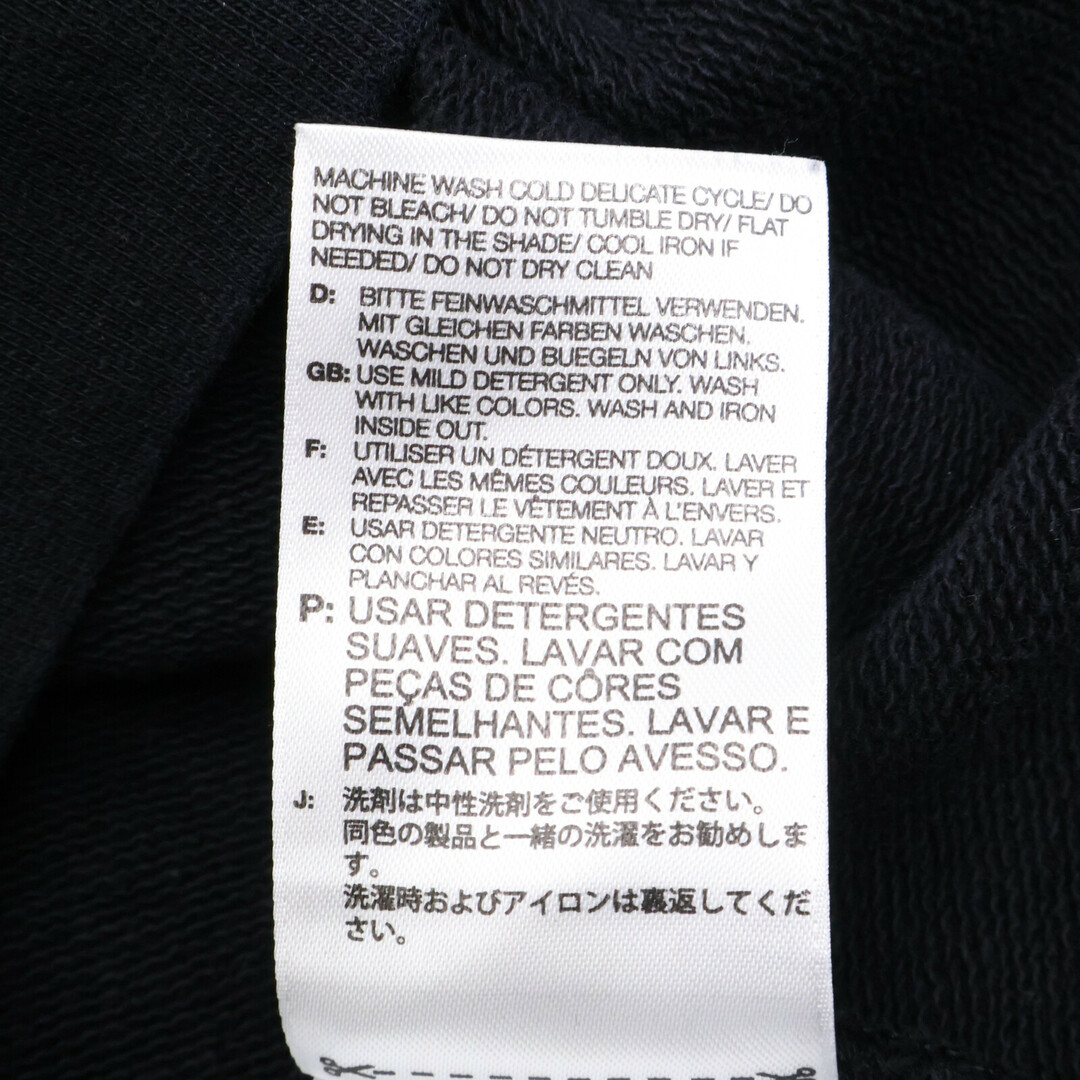 MACHINE WASH COLD DELICATE CYCLE/ DO
NOT BLEACH/ DO NOT TUMBLE DRY/ FLAT
DRYING IN THE SHADE/ COOL IRON IF
NEEDED/ DO NOT DRY CLEAN
D: BITTE FEINWASCHMITTEL VERWENDEN.
MIT GLEICHEN FARBEN WASCHEN.
WASCHEN UND BUEGELN VON LINKS.
GB: USE MILD DETERGENT ONLY. WASH
WITH LIKE COLORS. WASH AND IRON
INSIDE OUT.
F: UTILISER UN DÉTERGENT DOUX. LAVER
AVEC LES MÊMES COULEURS. LAVER ET
REPASSER LE VÊTEMENT À L'ENVERS.
E: USAR DETERGENTE NEUTRO. LAVAR
CON COLORES SIMILARES. LAVAR Y
PLANCHAR AL REVÉS.
P: USAR DETERGENTES
SUAVES. LAVAR COM
PEÇAS DE CÔRES
SEMELHANTES. LAVAR E
PASSAR PELO AVESSO.
J: 洗剤は中性洗剤をご使用ください。
同色の製品と一緒の洗濯をお勧めしま
す。
洗濯時およびアイロンは裏返してくだ
さい。